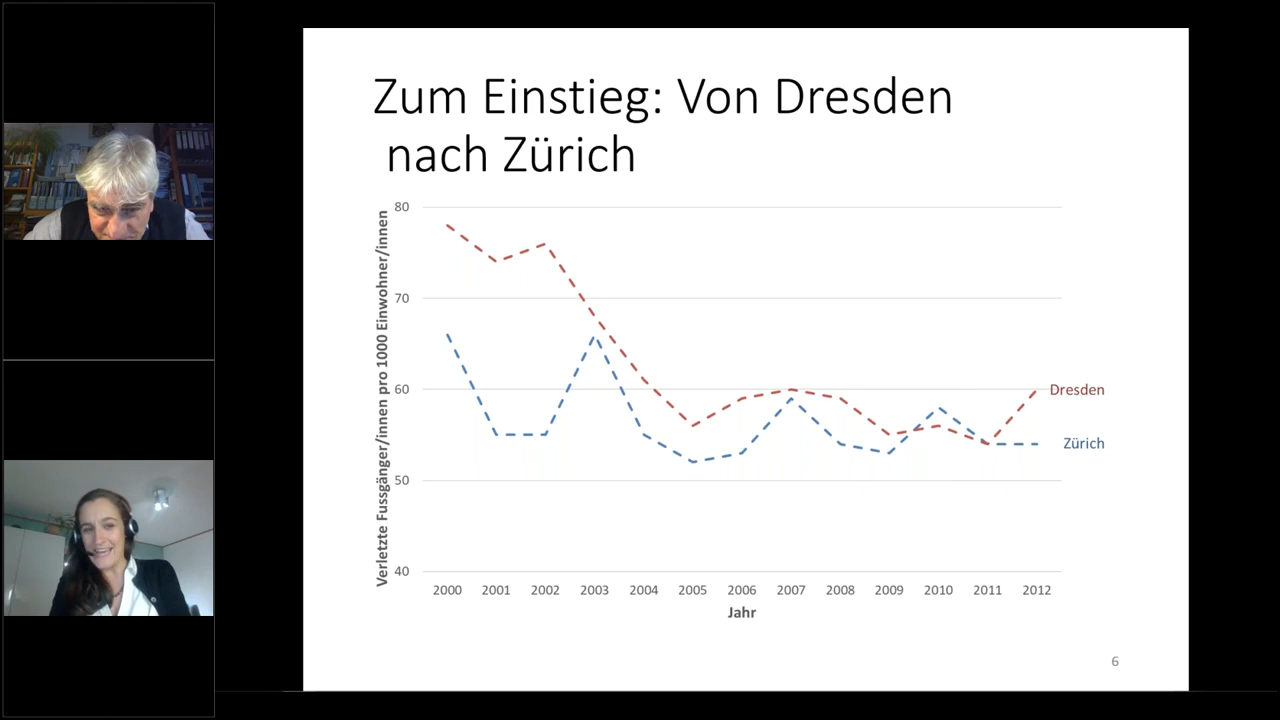 Zum Einstieg: Von Dresden
nach Zürich
Verletzte Fussgänger/innen pro 1000 Einwohner/innen
80
70
60
50
40
Dresden
Zürich
2000 2001 2002 2003 2004 2005 2006 2007 2008 2009 2010 2011 2012
Jahr
6